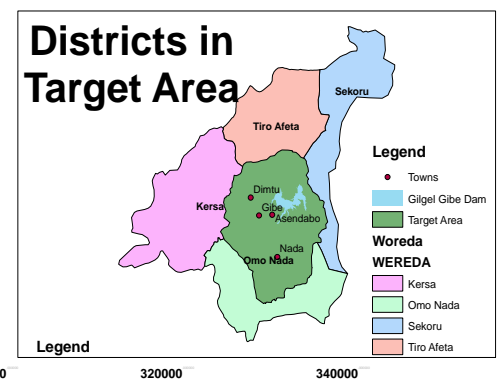 Districts in
Target Area
Sekoru
Tiro Afeta
Dimtu
Kersa
Gibe
Asendabo
Nada
Omo Nada
Legend
Towns
Gilgel Gibe Dam
Target Area
Woreda
WEREDA
Kersa
Omo Nada
Sekoru
Tiro Afeta
Legend
0
320000
340000